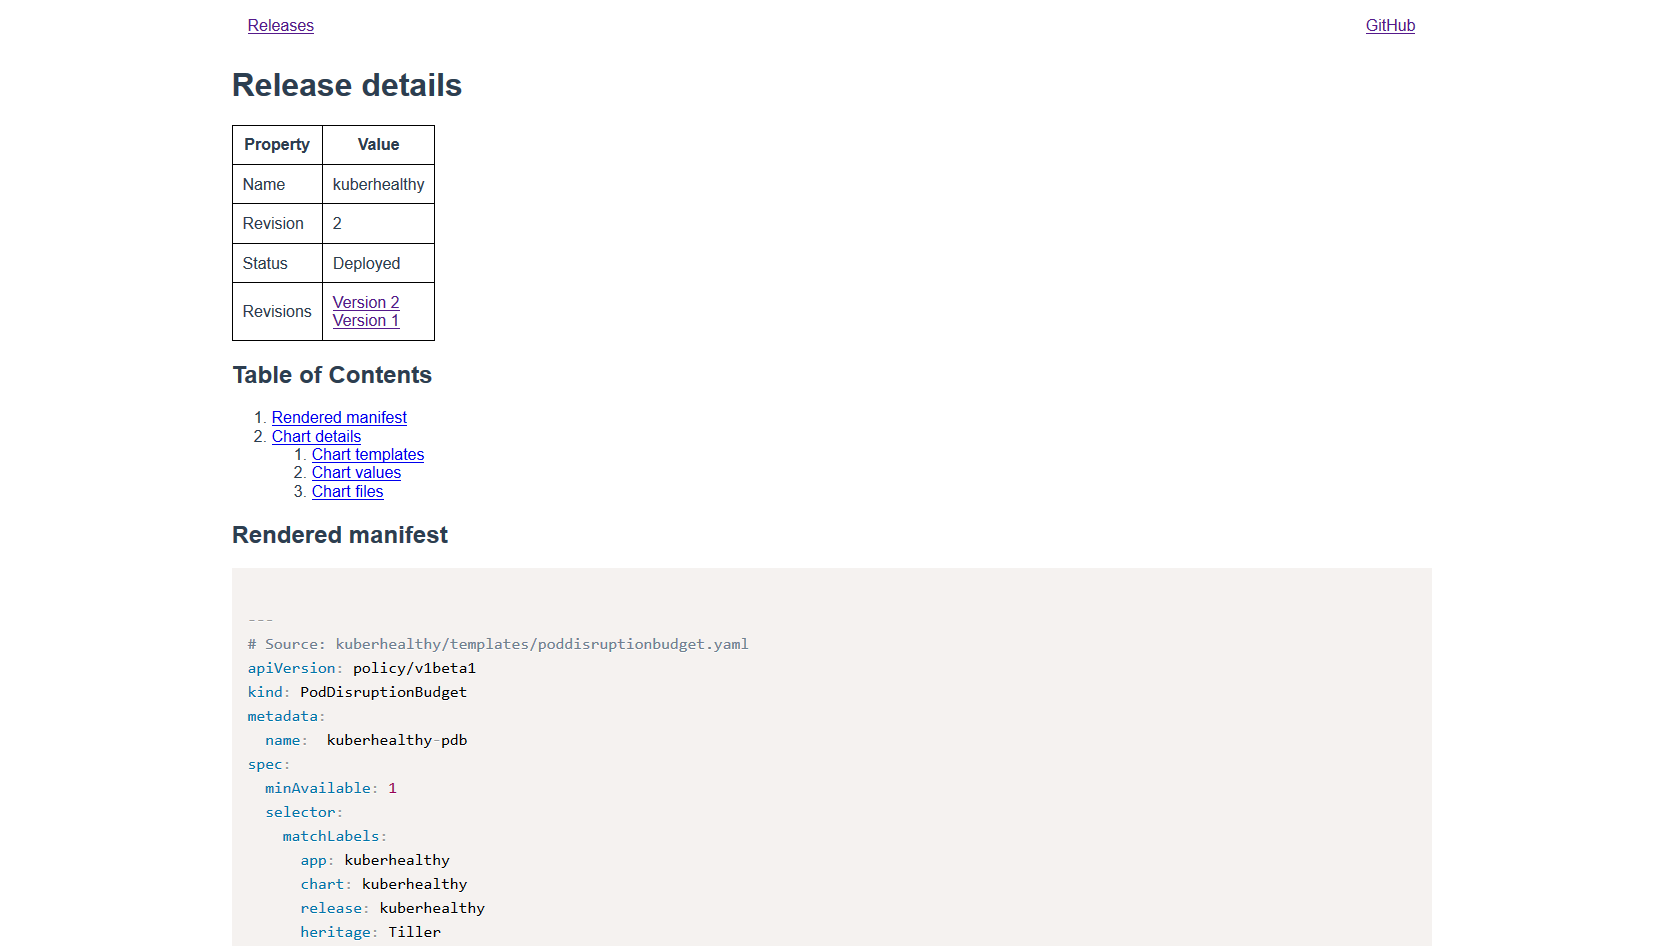 Releases GitHub
Release details
Property Value
Name kuberhealthy
Revision 2
Status Deployed
Revisions Version 2
Version 1
Table of Contents
1. Rendered manifest
2. Chart details
1. Chart templates
2. Chart values
3. Chart files
Rendered manifest
---
# Source: kuberhealthy/templates/poddisruptionbudget.yaml
apiVersion: policy/v1beta1
kind: PodDisruptionBudget
metadata:
  name:  kuberhealthy-pdb
spec:
  minAvailable: 1
  selector:
    matchLabels:
      app: kuberhealthy
      chart: kuberhealthy
      release: kuberhealthy
      heritage: Tiller